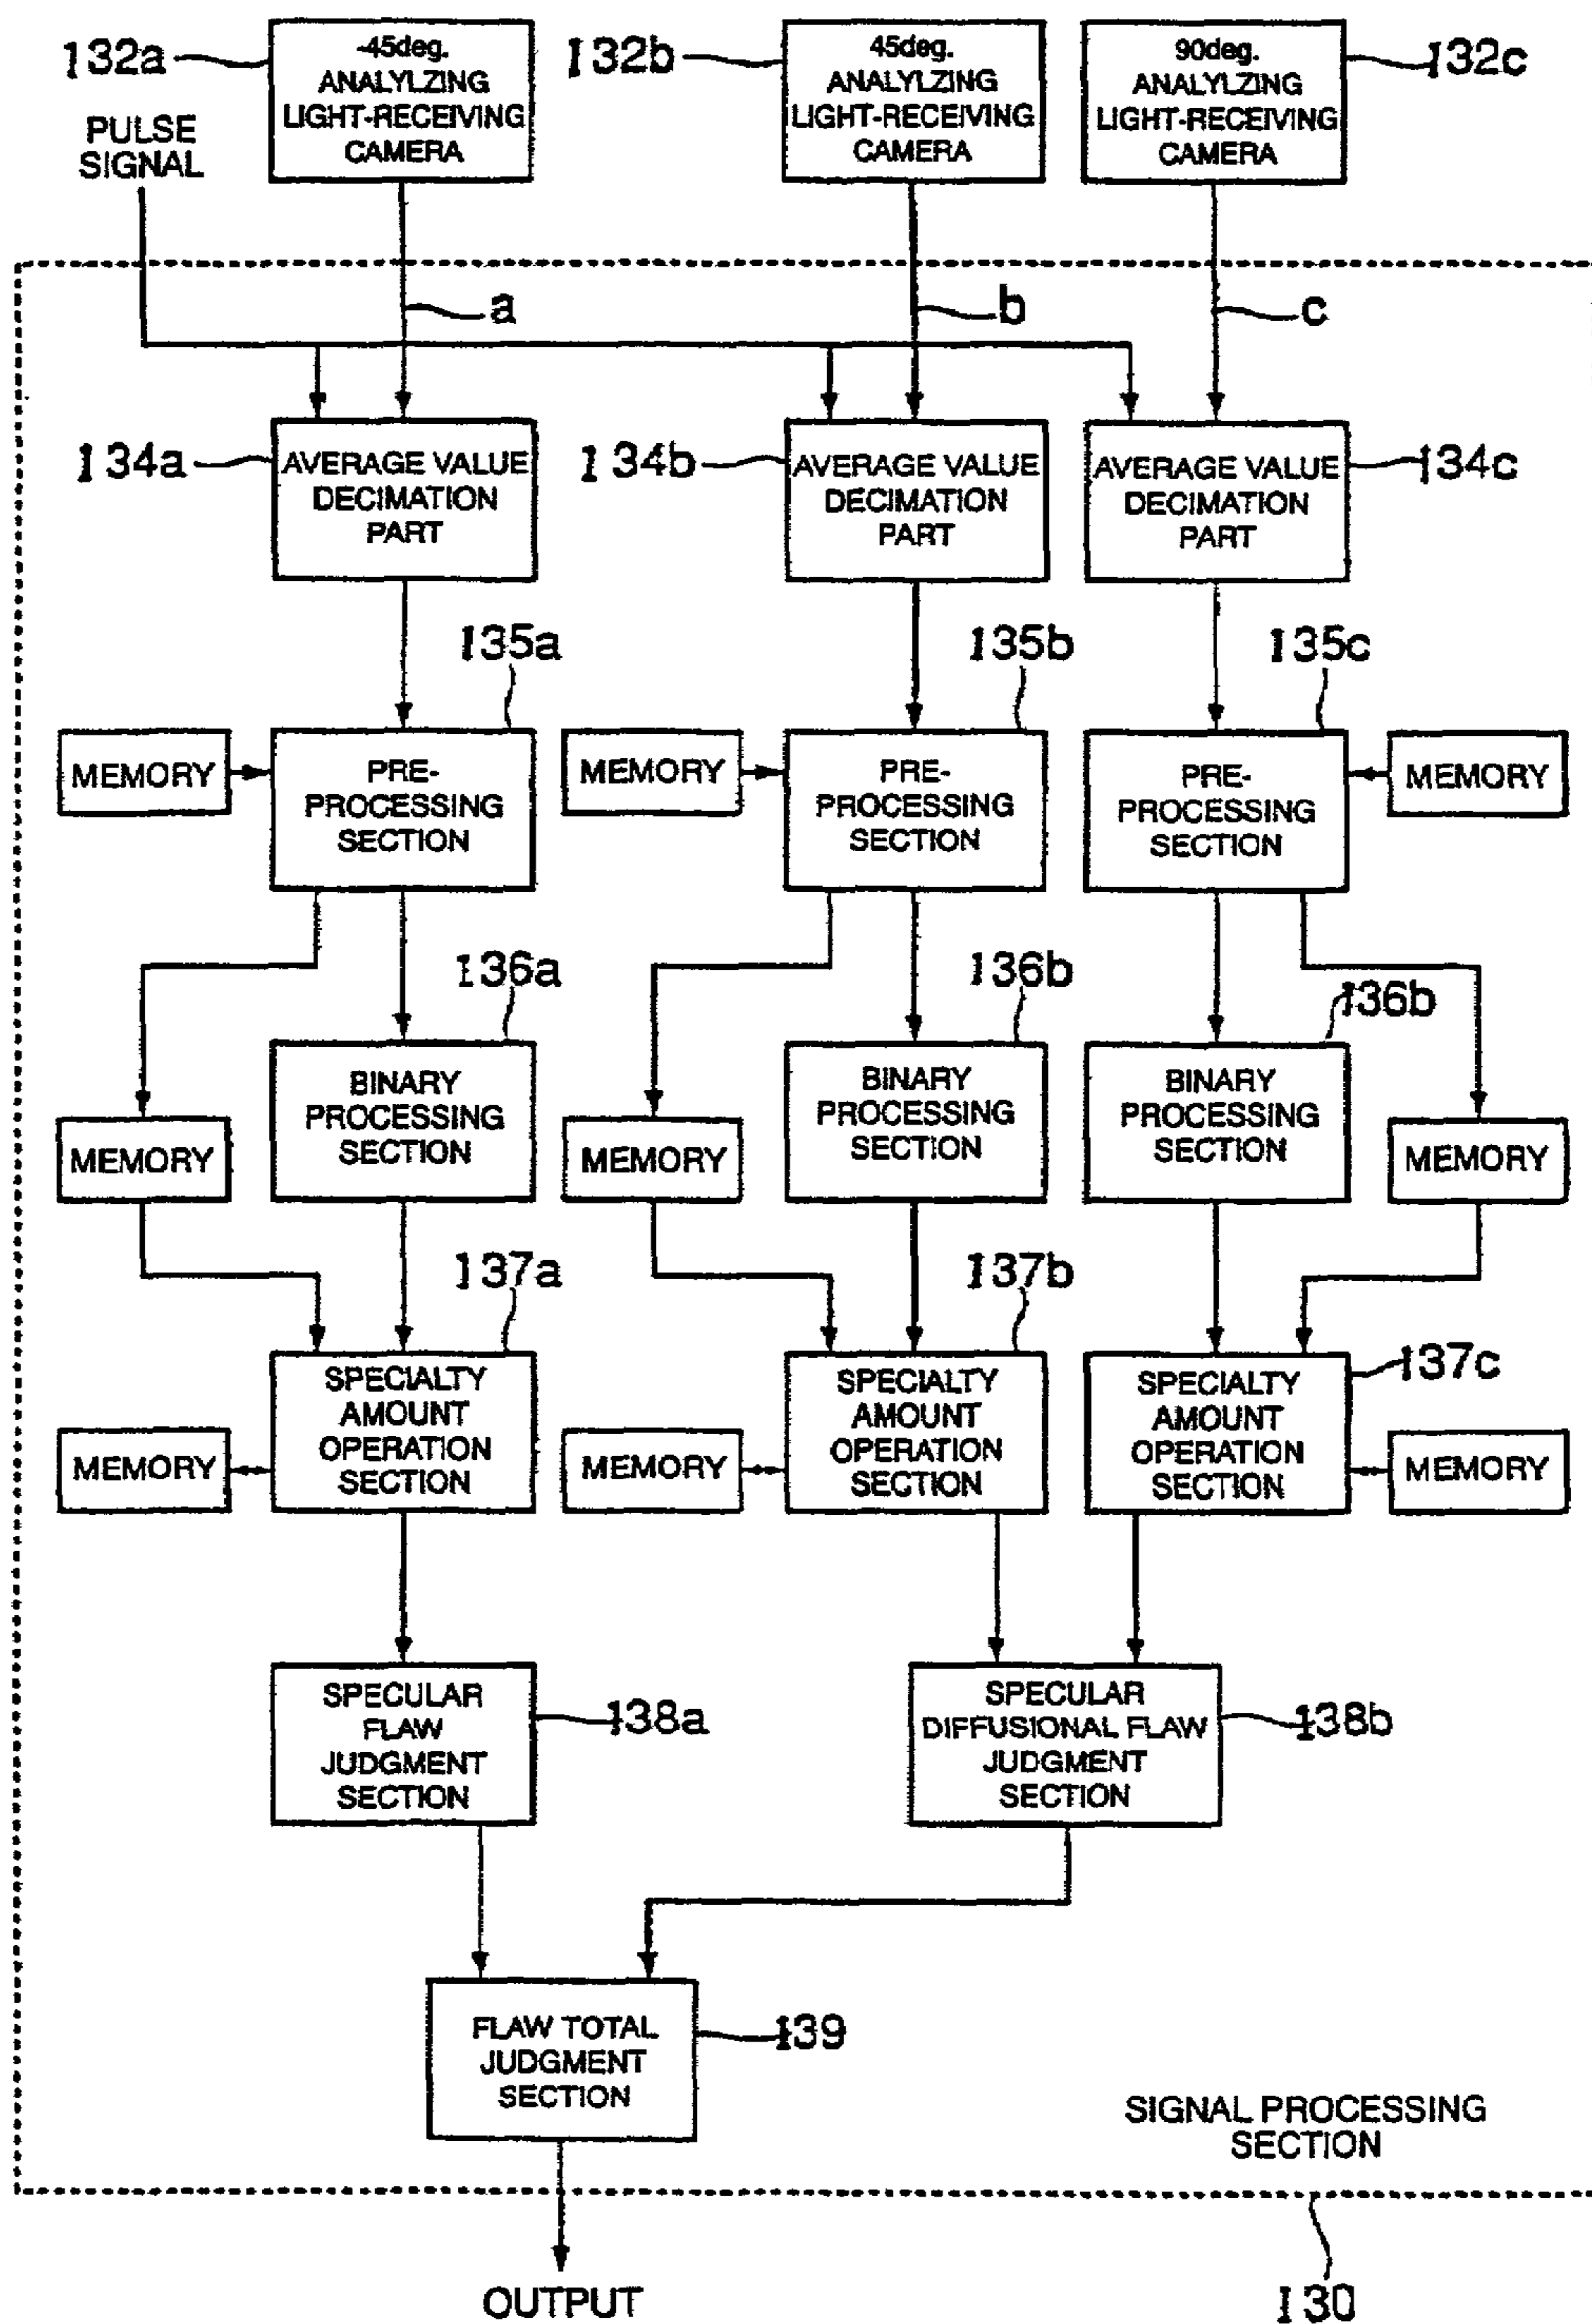 132a
-45deg.
ANALYLZING
LIGHT-RECEIVING
CAMERA
132b
45deg.
ANALYLZING
LIGHT-RECEIVING
CAMERA
90deg.
ANALYLZING
LIGHT-RECEIVING
CAMERA
132c
PULSE
SIGNAL
a
b
c
134a
AVERAGE VALUE
DECIMATION
PART
134b
AVERAGE VALUE
DECIMATION
PART
AVERAGE VALUE
DECIMATION
PART
134c
135a
135b
135c
MEMORY
PRE-
PROCESSING
SECTION
MEMORY
PRE-
PROCESSING
SECTION
PRE-
PROCESSING
SECTION
MEMORY
136a
136b
136b
MEMORY
BINARY
PROCESSING
SECTION
MEMORY
BINARY
PROCESSING
SECTION
BINARY
PROCESSING
SECTION
MEMORY
137a
137b
137c
MEMORY
SPECIALTY
AMOUNT
OPERATION
SECTION
MEMORY
SPECIALTY
AMOUNT
OPERATION
SECTION
SPECIALTY
AMOUNT
OPERATION
SECTION
MEMORY
SPECULAR
FLAW
JUDGMENT
SECTION
138a
SPECULAR
DIFFUSIONAL FLAW
JUDGMENT
SECTION
138b
FLAW TOTAL
JUDGMENT
SECTION
139
SIGNAL PROCESSING
SECTION
OUTPUT
130